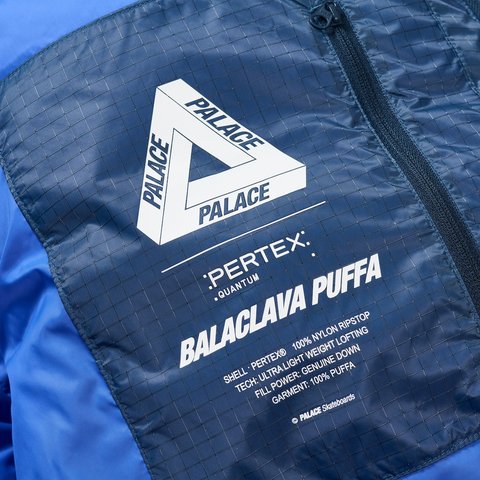 PALACE
PALACE
PALACE
PERTEX
QUANTUM
BALACLAVA PUFFA
SHELL · PERTEX® 100% NYLON RIPSTOP
TECH: ULTRA LIGHT WEIGHT LOFTING
FILL POWER: GENUINE DOWN
GARMENT: 100% PUFFA
© PALACE Skateboards